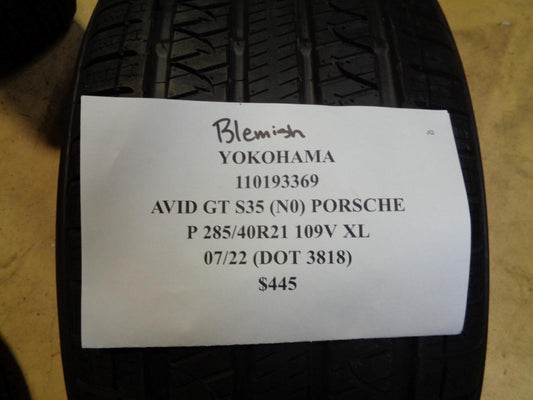 Blemish
YOKOHAMA
110193369
AVID GT S35 (N0) PORSCHE
P 285/40R21 109V XL
07/22 (DOT 3818)
$445